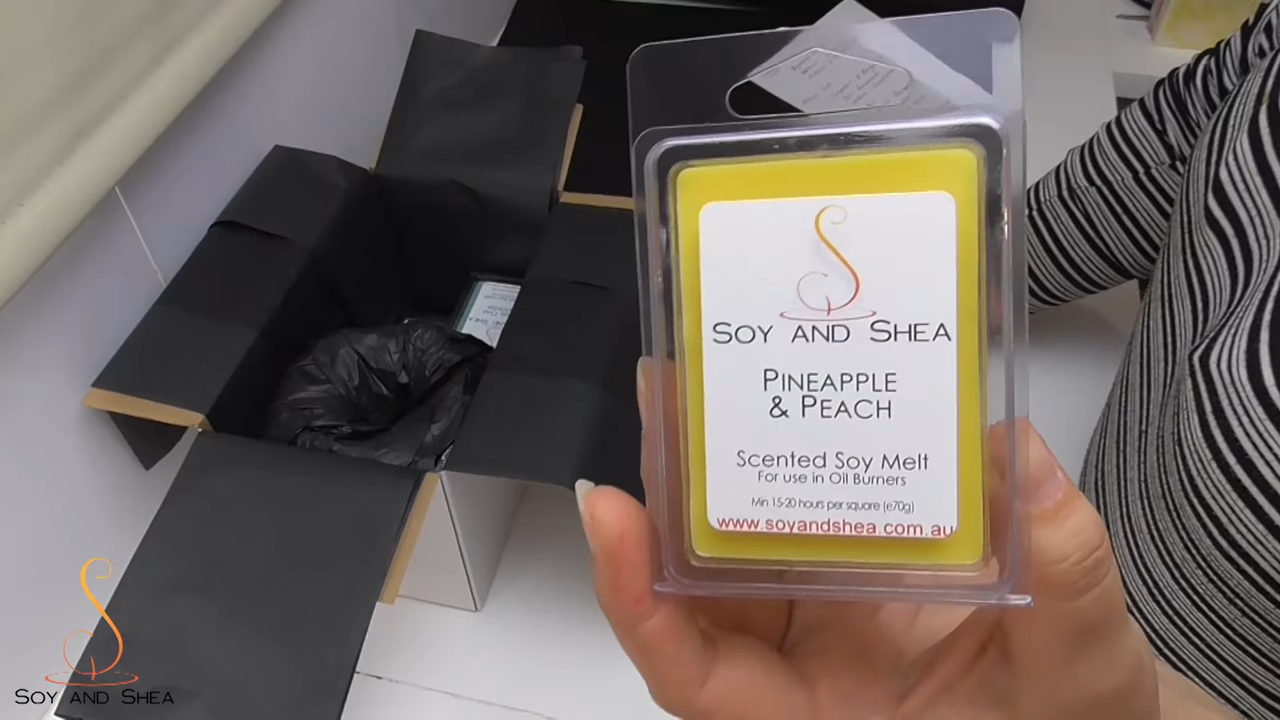 SOY AND SHEA
PINEAPPLE
& PEACH
Scented Soy Melt
For use in Oil Burners
Min 15-20 hours per square (e70g)
www.soyandshea.com.au
SOY AND SHEA